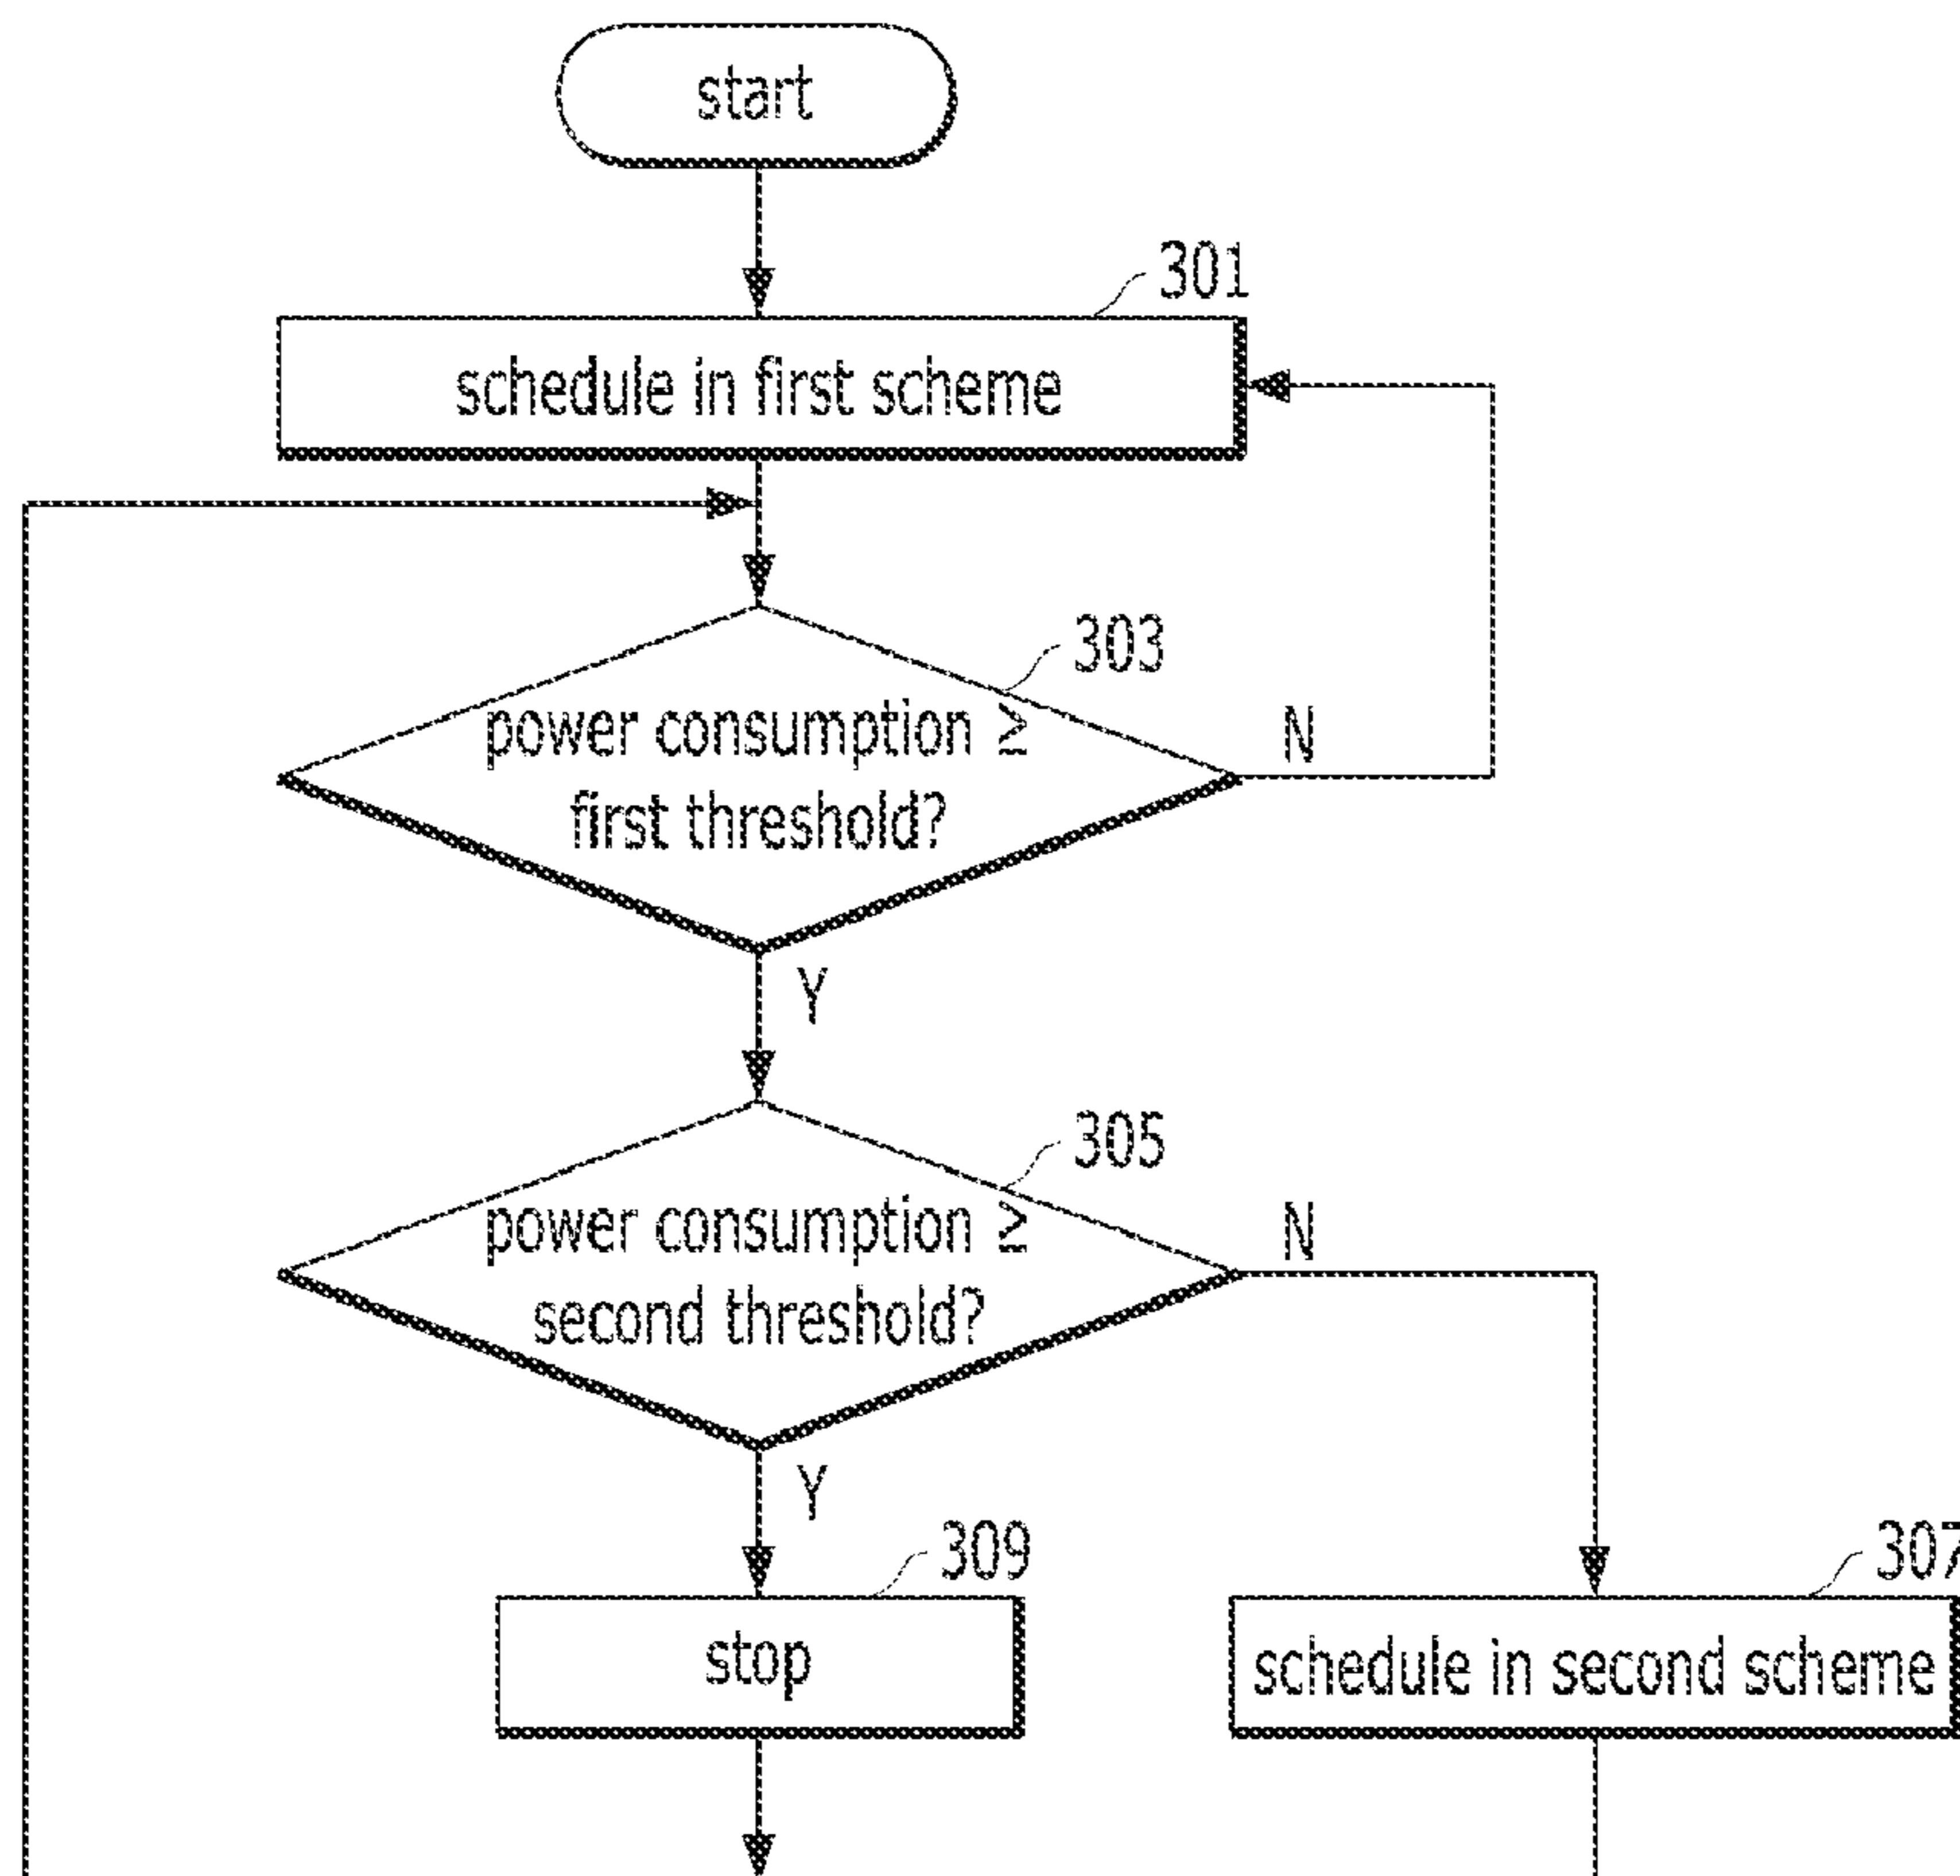 start
301
schedule in first scheme
303
power consumption ≥
first threshold?
N
Y
305
power consumption ≥
second threshold?
N
Y
309
stop
307
schedule in second scheme